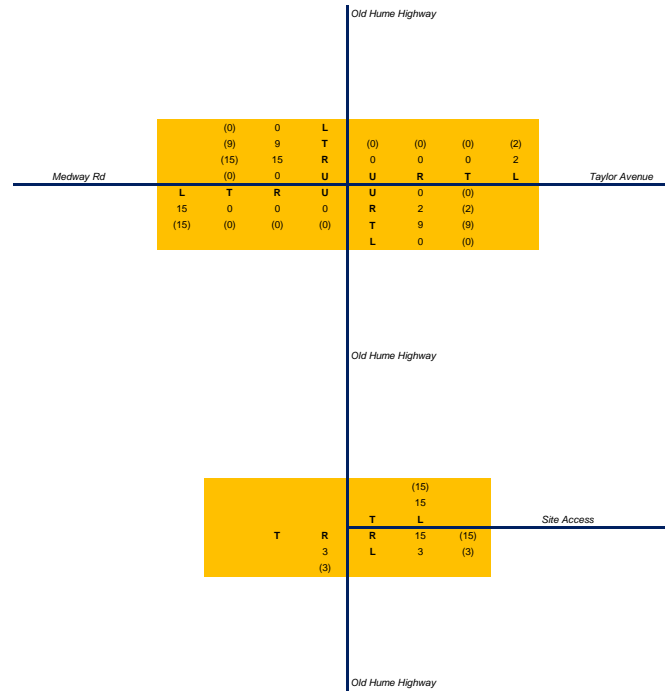 Old Hume Highway
(0) 0 L
(9) 9 T (0) (0) (0) (2)
(15) 15 R 0 0 0 2
Medway Rd (0) 0 U U R T L Taylor Avenue
L T R U U 0 (0)
15 0 0 0 R 2 (2)
(15) (0) (0) (0) T 9 (9)
L 0 (0)
Old Hume Highway
(15)
15
T L Site Access
T R R 15 (15)
3 L 3 (3)
(3)
Old Hume Highway